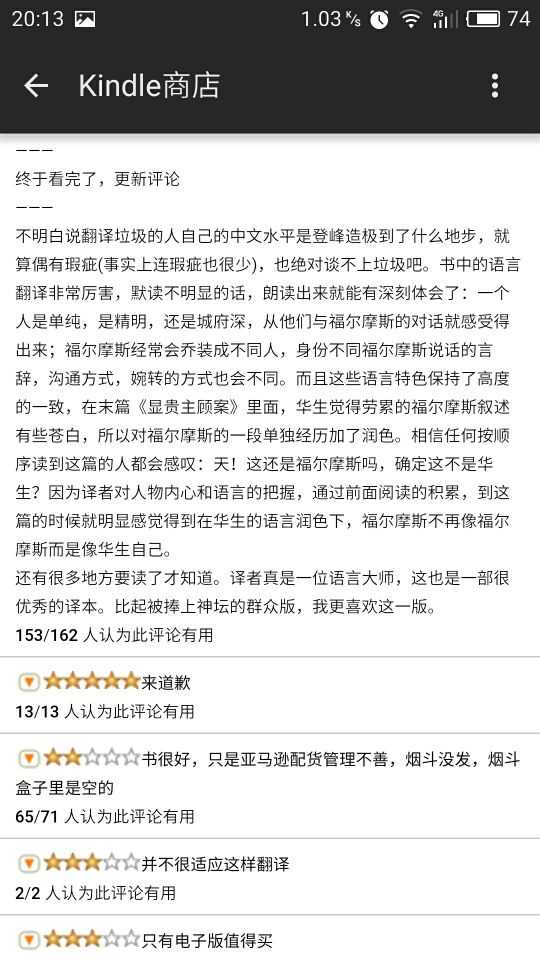 20:13 1.03 K/s 4G 74
Kindle商店
———
终于看完了，更新评论
———
不明白说翻译垃圾的人自己的中文水平是登峰造极到了什么地步，就
算偶有瑕疵(事实上连瑕疵也很少)，也绝对谈不上垃圾吧。书中的语言
翻译非常厉害，默读不明显的话，朗读出来就能有深刻体会了：一个
人是单纯，是精明，还是城府深，从他们与福尔摩斯的对话就感受得
出来；福尔摩斯经常会乔装成不同人，身份不同福尔摩斯说话的言
辞，沟通方式，婉转的方式也会不同。而且这些语言特色保持了高度
的一致，在末篇《显贵主顾案》里面，华生觉得劳累的福尔摩斯叙述
有些苍白，所以对福尔摩斯的一段单独经历加了润色。相信任何按顺
序读到这篇的人都会感叹：天！这还是福尔摩斯吗，确定这不是华
生？因为译者对人物内心和语言的把握，通过前面阅读的积累，到这
篇的时候就明显感觉得到在华生的语言润色下，福尔摩斯不再像福尔
摩斯而是像华生自己。
还有很多地方要读了才知道。译者真是一位语言大师，这也是一部很
优秀的译本。比起被捧上神坛的群众版，我更喜欢这一版。
153/162 人认为此评论有用
来道歉
13/13 人认为此评论有用
书很好，只是亚马逊配货管理不善，烟斗没发，烟斗
盒子里是空的
65/71 人认为此评论有用
并不很适应这样翻译
2/2 人认为此评论有用
只有电子版值得买